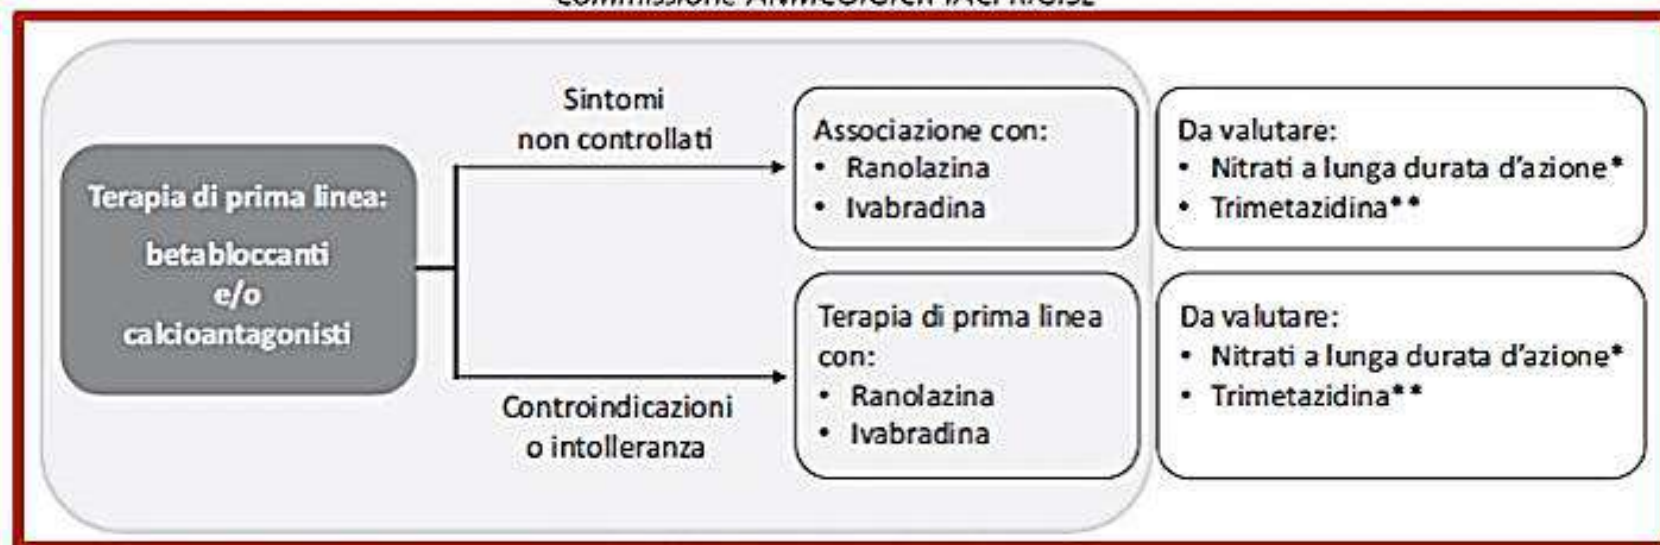 Sintomi
non controllati
Terapia di prima linea:
betabloccanti
e/o
calcioantagonisti
Controindicazioni
o intolleranza
Associazione con:
• Ranolazina
• Ivabradina
Da valutare:
• Nitrati a lunga durata d'azione*
• Trimetazidina**
Terapia di prima linea
con:
• Ranolazina
• Ivabradina
Da valutare:
• Nitrati a lunga durata d'azione*
• Trimetazidina**